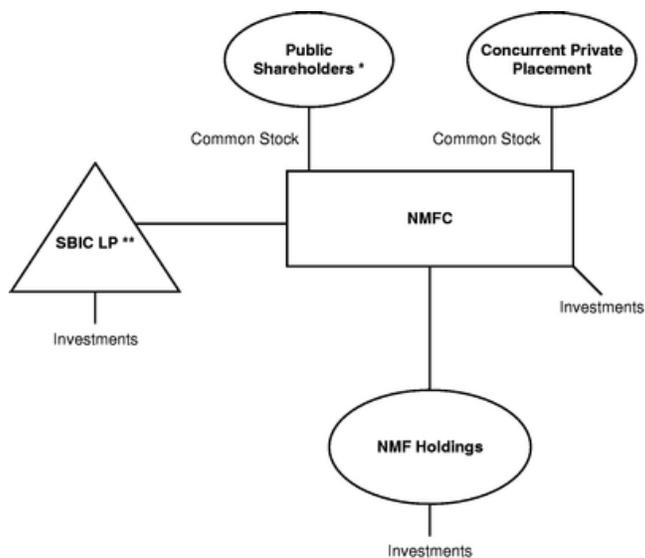 Public
Shareholders *
Concurrent Private
Placement
Common Stock
Common Stock
NMFC
SBIC LP **
Investments
Investments
NMF Holdings
Investments